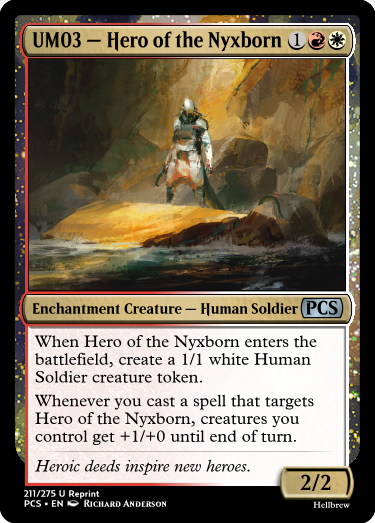 UM03 — Hero of the Nyxborn 1
Enchantment Creature — Human Soldier PCS
When Hero of the Nyxborn enters the
battlefield, create a 1/1 white Human
Soldier creature token.
Whenever you cast a spell that targets
Hero of the Nyxborn, creatures you
control get +1/+0 until end of turn.
Heroic deeds inspire new heroes.
2/2
211/275 U Reprint
PCS • EN Richard Anderson
Hellbrew